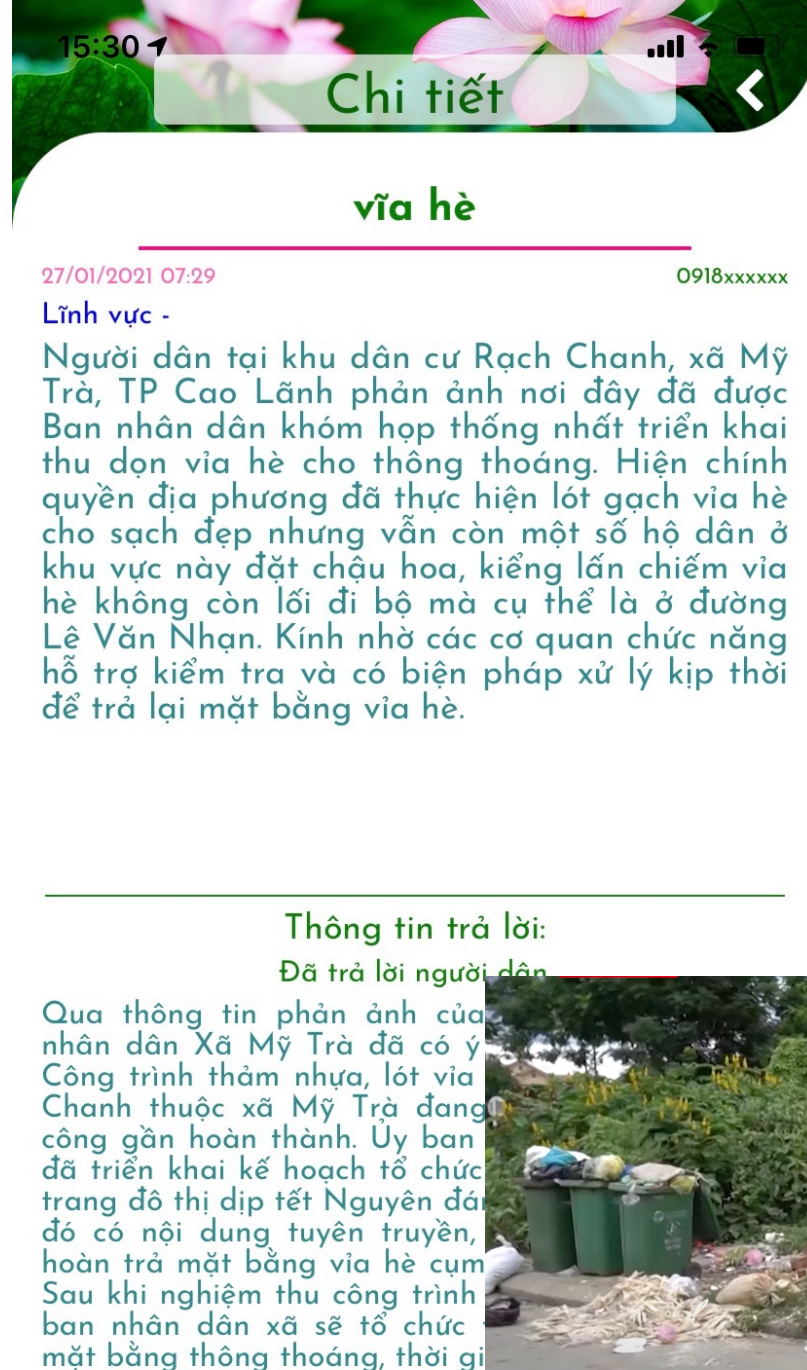 15:30
Chi tiết
vĩa hè
27/01/2021 07:29
0918xxxxxx
Lĩnh vực -
Người dân tại khu dân cư Rạch Chanh, xã Mỹ
Trà, TP Cao Lãnh phản ảnh nơi đây đã được
Ban nhân dân khóm họp thống nhất triển khai
thu dọn vỉa hè cho thông thoáng. Hiện chính
quyền địa phương đã thực hiện lót gạch vỉa hè
cho sạch đẹp nhưng vẫn còn một số hộ dân ở
khu vực này đặt chậu hoa, kiểng lấn chiếm vỉa
hè không còn lối đi bộ mà cụ thể là ở đường
Lê Văn Nhạn. Kính nhờ các cơ quan chức năng
hỗ trợ kiểm tra và có biện pháp xử lý kịp thời
để trả lại mặt bằng vỉa hè.
Thông tin trả lời:
Đã trả lời người dân
Qua thông tin phản ảnh của
nhân dân Xã Mỹ Trà đã có ý
Công trình thảm nhựa, lót vỉa
Chanh thuộc xã Mỹ Trà đang
công gần hoàn thành. Ủy ban
đã triển khai kế hoạch tổ chức
trang đô thị dịp tết Nguyên
đó có nội dung tuyên truyền,
hoàn trả mặt bằng vỉa hè cụm
Sau khi nghiệm thu công trình
ban nhân dân xã sẽ tổ chức
mặt bằng thông thoáng, thời